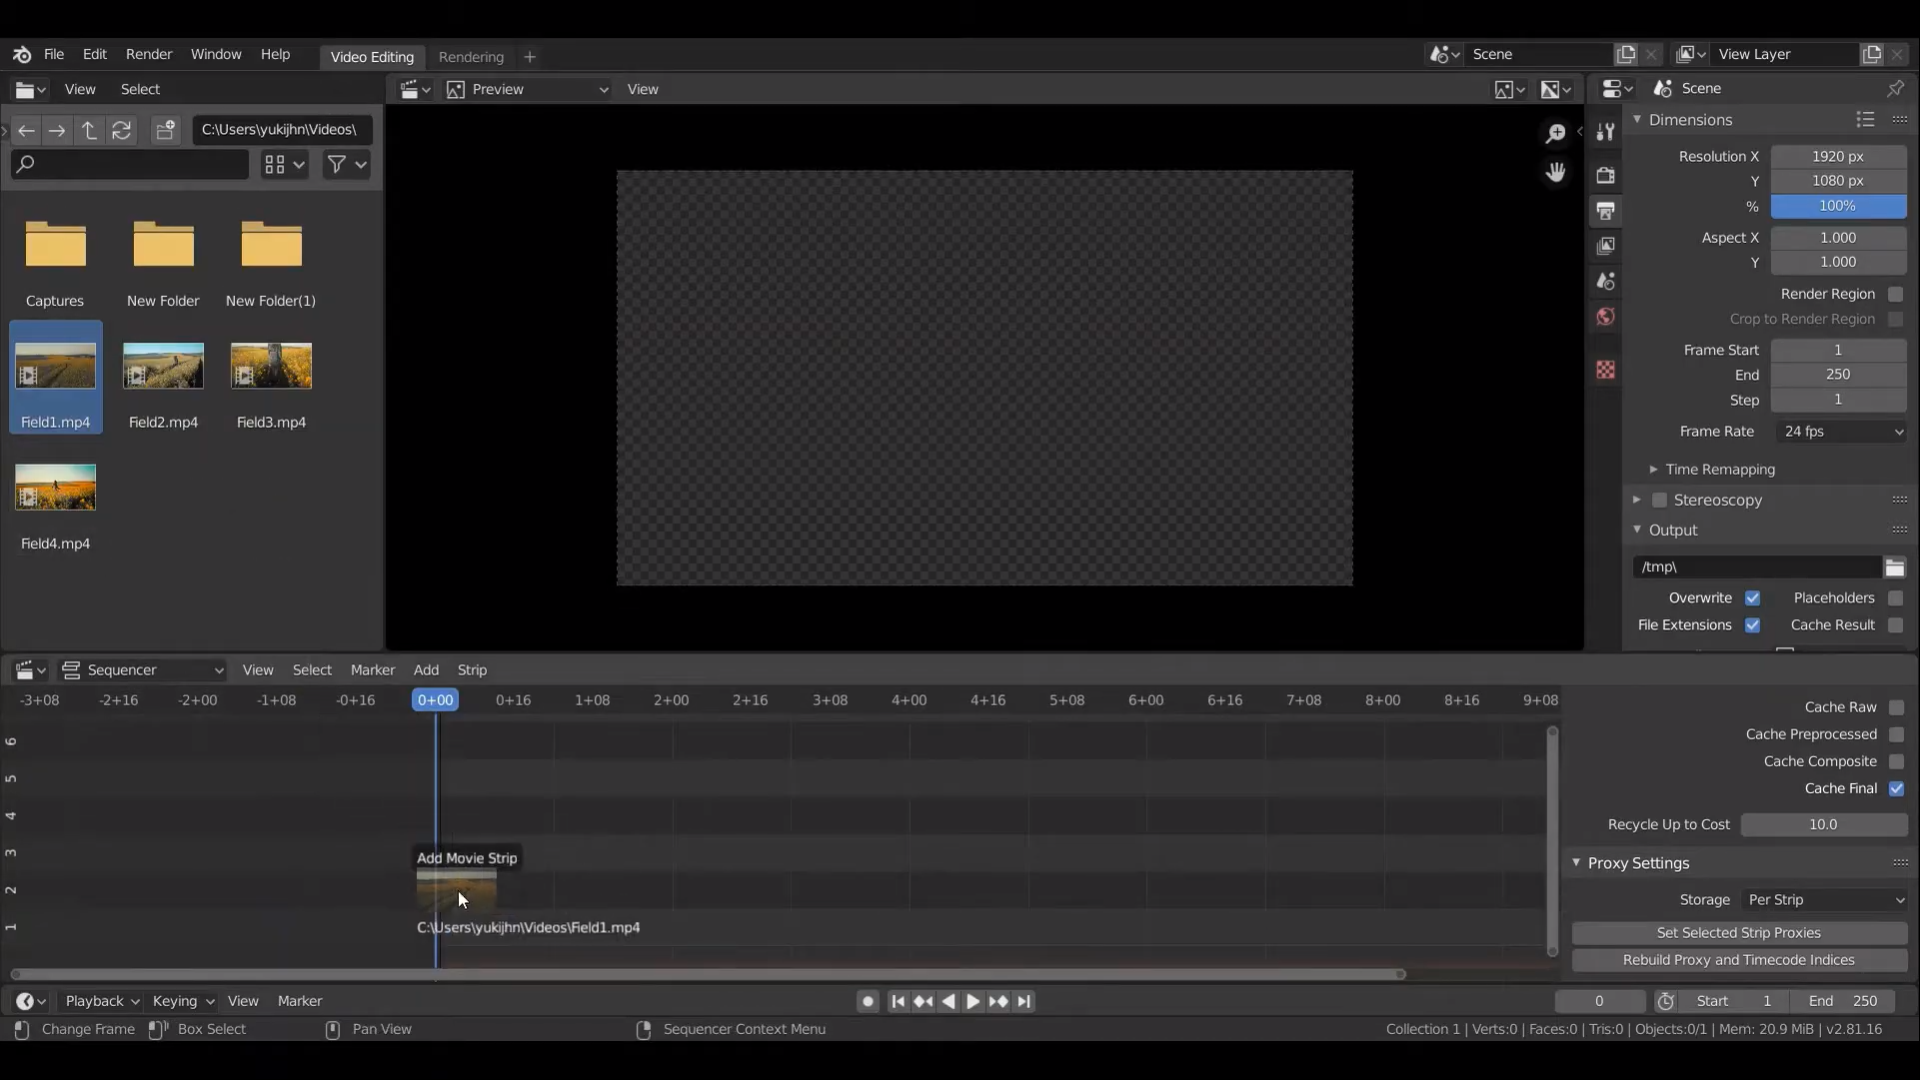 File Edit Render Window Help Video Editing Rendering + Scene View Layer
View Select Preview View Scene
C:\Users\yukijhn\Videos\
Captures New Folder New Folder(1)
Field1.mp4 Field2.mp4 Field3.mp4
Field4.mp4
Dimensions
Resolution X 1920 px
Y 1080 px
% 100%
Aspect X 1.000
Y 1.000
Render Region
Crop to Render Region
Frame Start 1
End 250
Step 1
Frame Rate 24 fps
Time Remapping
Stereoscopy
Output
/tmp\
Overwrite Placeholders
File Extensions Cache Result
Sequencer View Select Marker Add Strip
-3+08 -2+16 -2+00 -1+08 -0+16 0+00 0+16 1+08 2+00 2+16 3+08 4+00 4+16 5+08 6+00 6+16 7+08 8+00 8+16 9+08
6
5
4
3
2
1
Add Movie Strip
C:\Users\yukijhn\Videos\Field1.mp4
Cache Raw
Cache Preprocessed
Cache Composite
Cache Final
Recycle Up to Cost 10.0
Proxy Settings
Storage Per Strip
Set Selected Strip Proxies
Rebuild Proxy and Timecode Indices
Playback Keying View Marker 0 Start 1 End 250
Change Frame Box Select Pan View Sequencer Context Menu Collection 1 | Verts:0 | Faces:0 | Tris:0 | Objects:0/1 | Mem: 20.9 MiB | v2.81.16